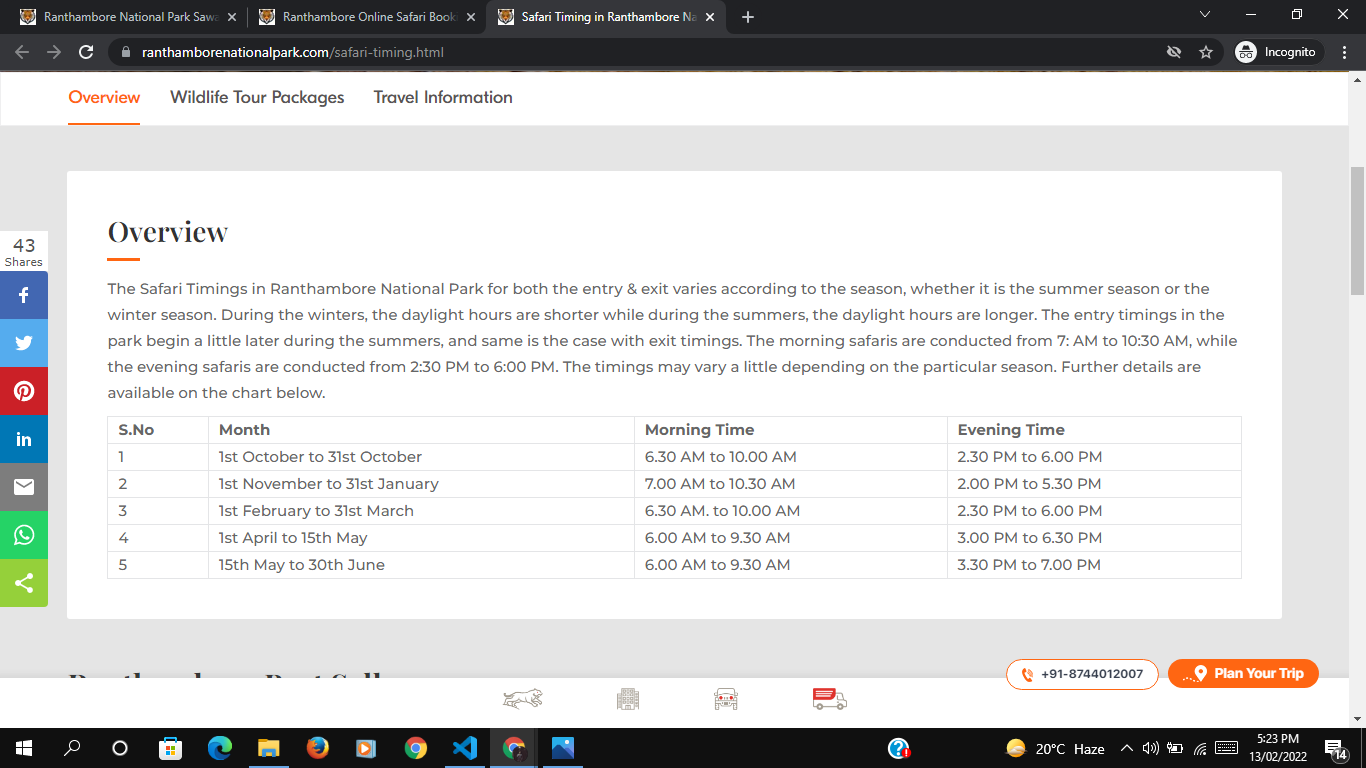 Ranthambore National Park Sawa
Ranthambore Online Safari Book
Safari Timing in Ranthambore Na
ranthamborenationalpark.com/safari-timing.html
Incognito
Overview
Wildlife Tour Packages
Travel Information
Overview
43
Shares
The Safari Timings in Ranthambore National Park for both the entry & exit varies according to the season, whether it is the summer season or the
winter season. During the winters, the daylight hours are shorter while during the summers, the daylight hours are longer. The entry timings in the
park begin a little later during the summers, and same is the case with exit timings. The morning safaris are conducted from 7: AM to 10:30 AM, while
the evening safaris are conducted from 2:30 PM to 6:00 PM. The timings may vary a little depending on the particular season. Further details are
available on the chart below.
S.No Month Morning Time Evening Time
1 1st October to 31st October 6.30 AM to 10.00 AM 2.30 PM to 6.00 PM
2 1st November to 31st January 7.00 AM to 10.30 AM 2.00 PM to 5.30 PM
3 1st February to 31st March 6.30 AM. to 10.00 AM 2.30 PM to 6.00 PM
4 1st April to 15th May 6.00 AM to 9.30 AM 3.00 PM to 6.30 PM
5 15th May to 30th June 6.00 AM to 9.30 AM 3.30 PM to 7.00 PM
+91-8744012007
Plan Your Trip
20°C Haze
5:23 PM
13/02/2022
14